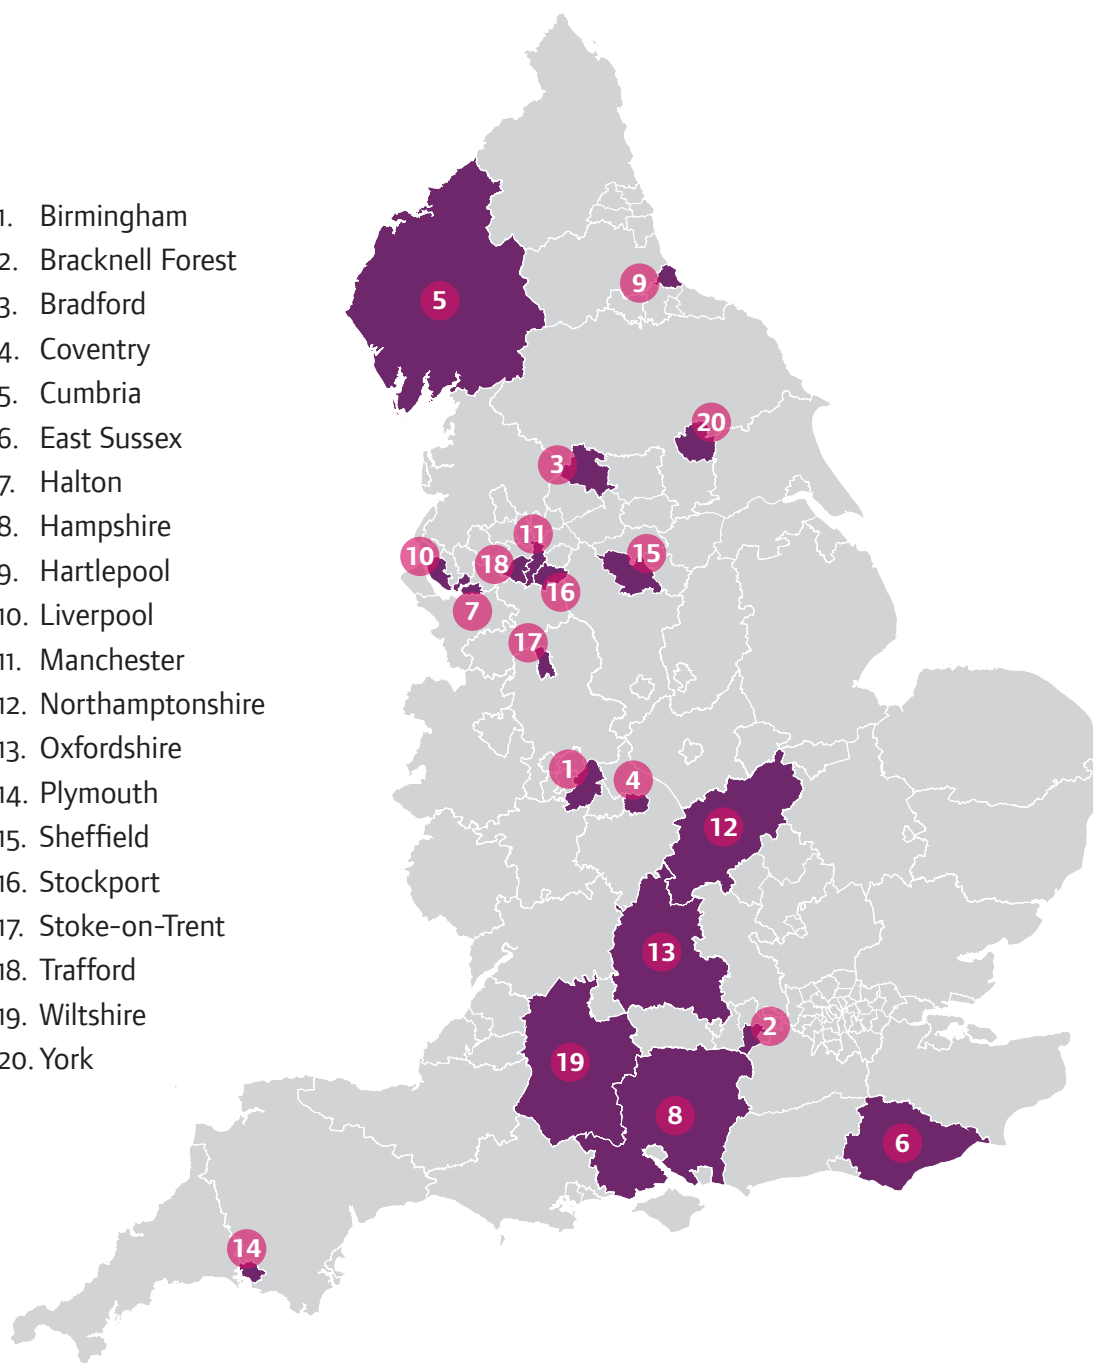 1. Birmingham
2. Bracknell Forest
3. Bradford
4. Coventry
5. Cumbria
6. East Sussex
7. Halton
8. Hampshire
9. Hartlepool
10. Liverpool
11. Manchester
12. Northamptonshire
13. Oxfordshire
14. Plymouth
15. Sheffield
16. Stockport
17. Stoke-on-Trent
18. Trafford
19. Wiltshire
20. York
9
5
20
3
11
15
10
18
16
7
17
1
4
12
13
2
19
8
6
14